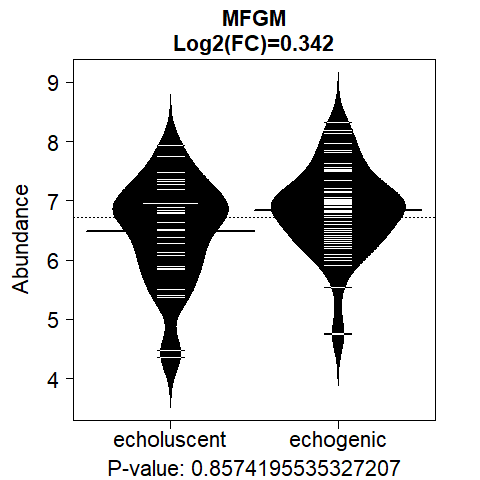 MFGM
Log2(FC)=0.342
9
8
7
6
5
4
Abundance
echoluscent echogenic
P-value: 0.8574195535327207